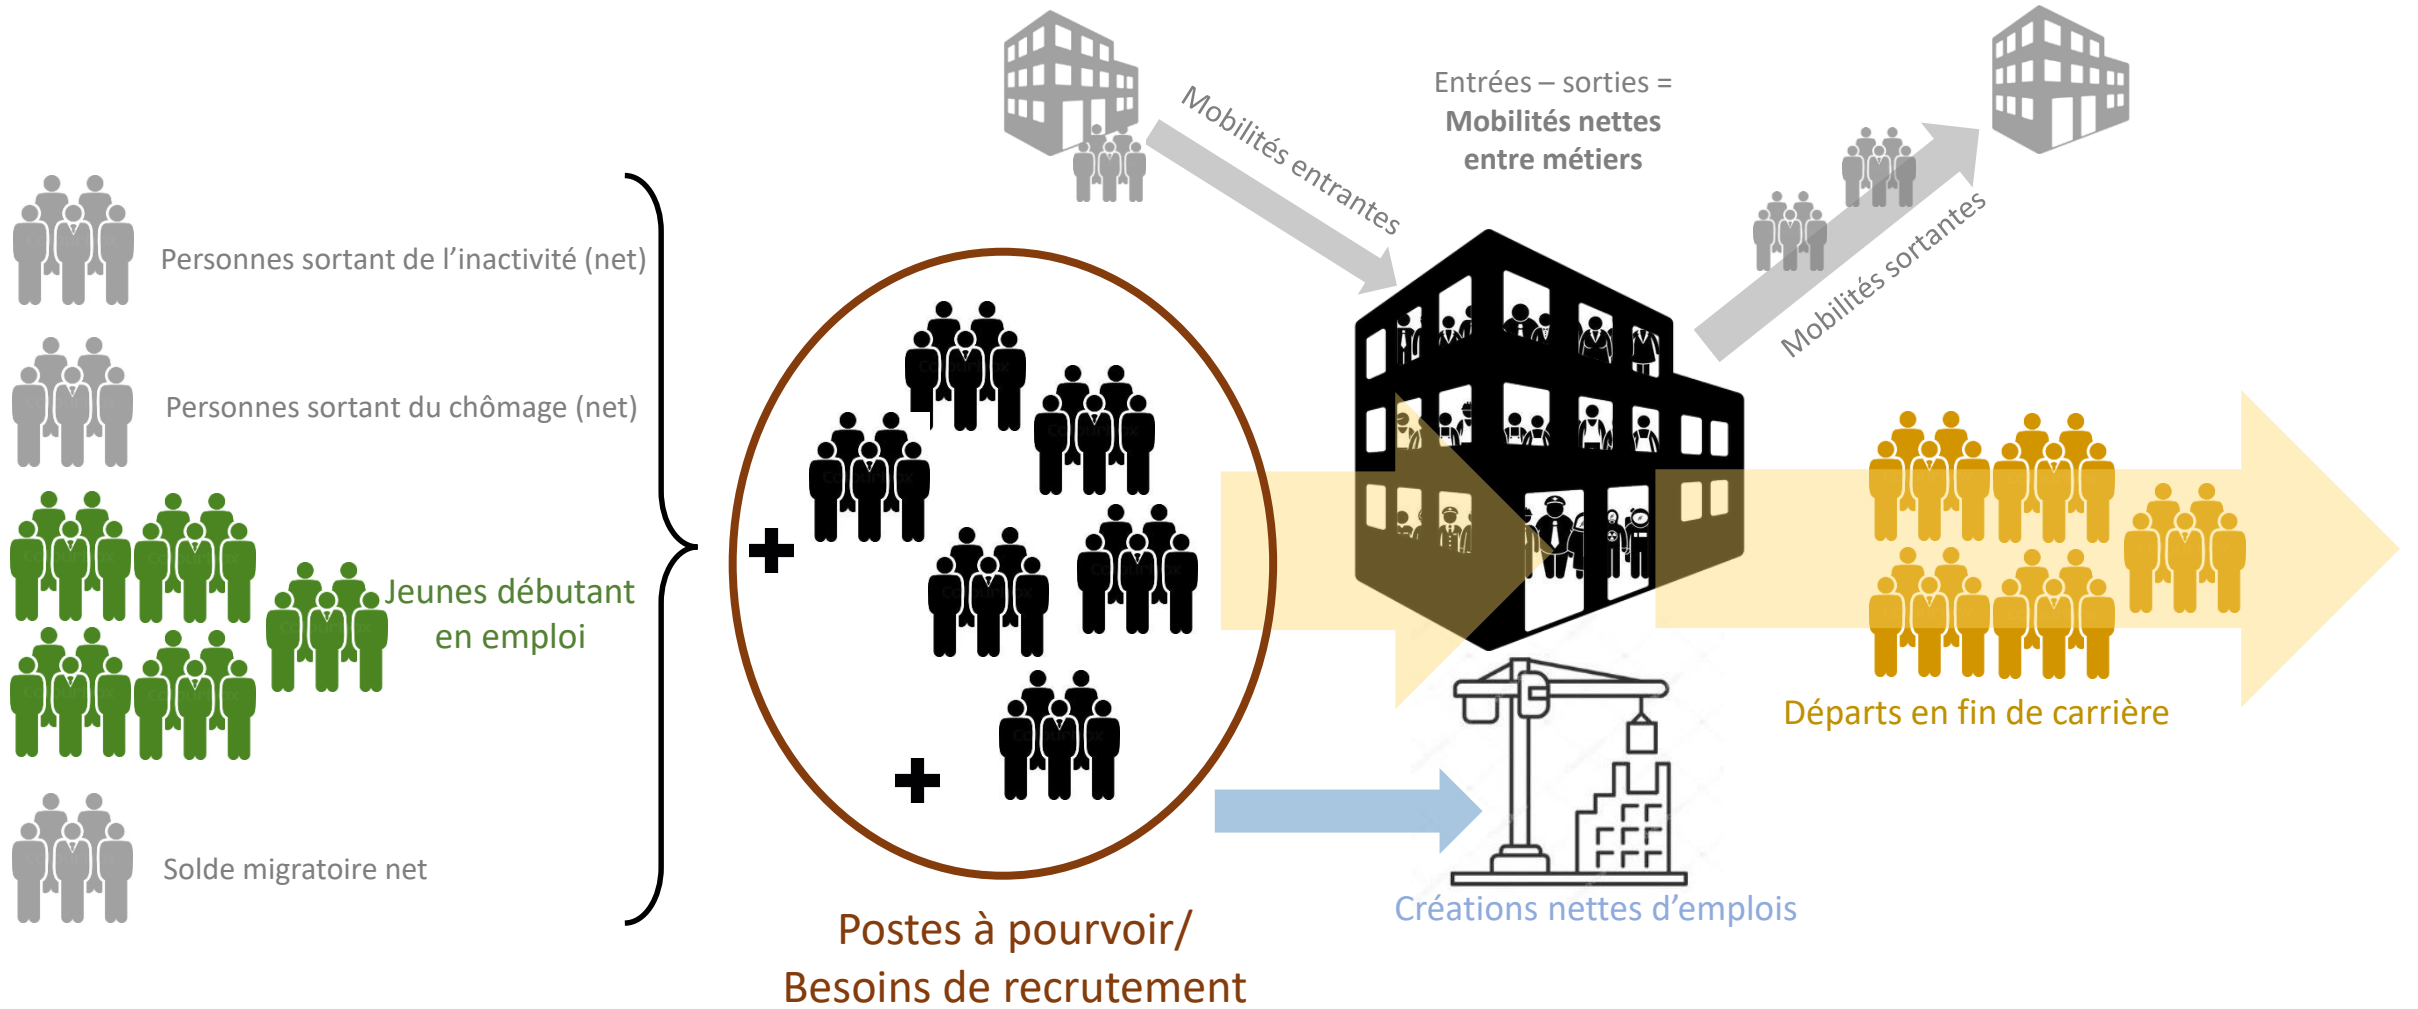 Entrées – sorties =
Mobilités nettes
entre métiers
Mobilités entrantes
Mobilités sortantes
Personnes sortant de l’inactivité (net)
Personnes sortant du chômage (net)
Jeunes débutant
en emploi
Solde migratoire net
Départs en fin de carrière
Créations nettes d’emplois
Postes à pourvoir/
Besoins de recrutement